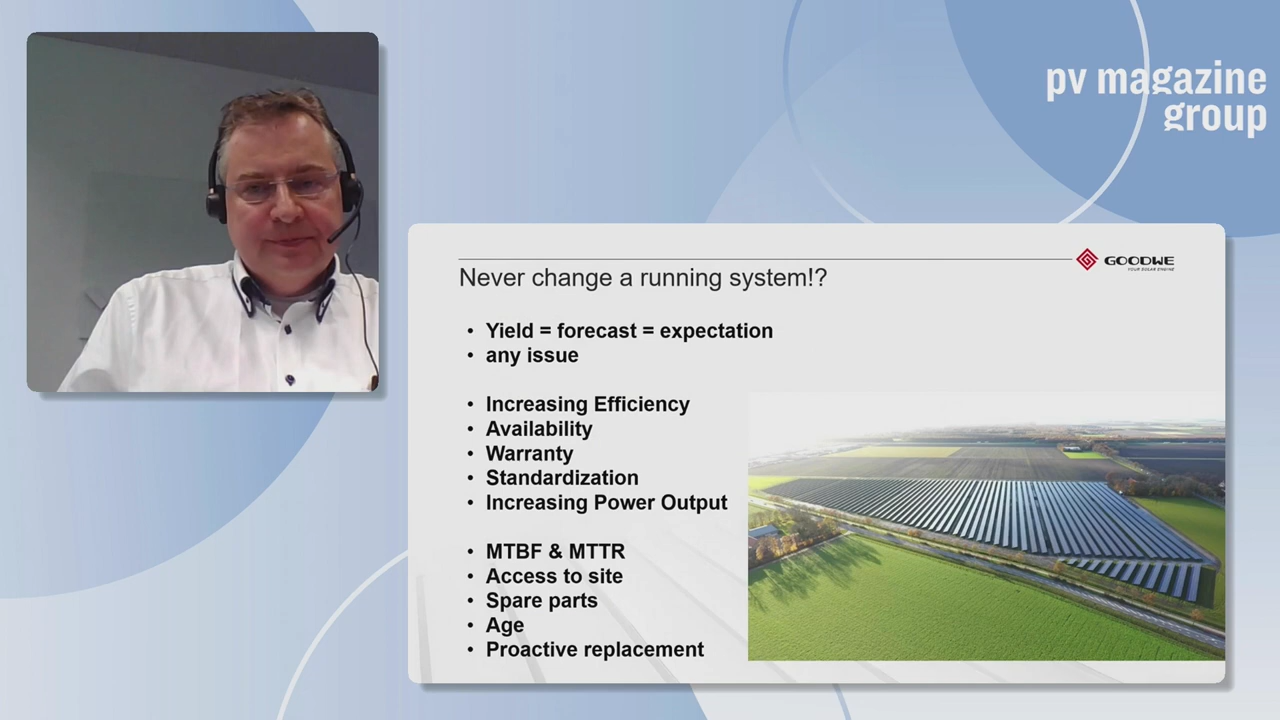 pv magazine
group
GOODWE
YOUR SOLAR ENGINE
Never change a running system!?
• Yield = forecast = expectation
• any issue
• Increasing Efficiency
• Availability
• Warranty
• Standardization
• Increasing Power Output
• MTBF & MTTR
• Access to site
• Spare parts
• Age
• Proactive replacement